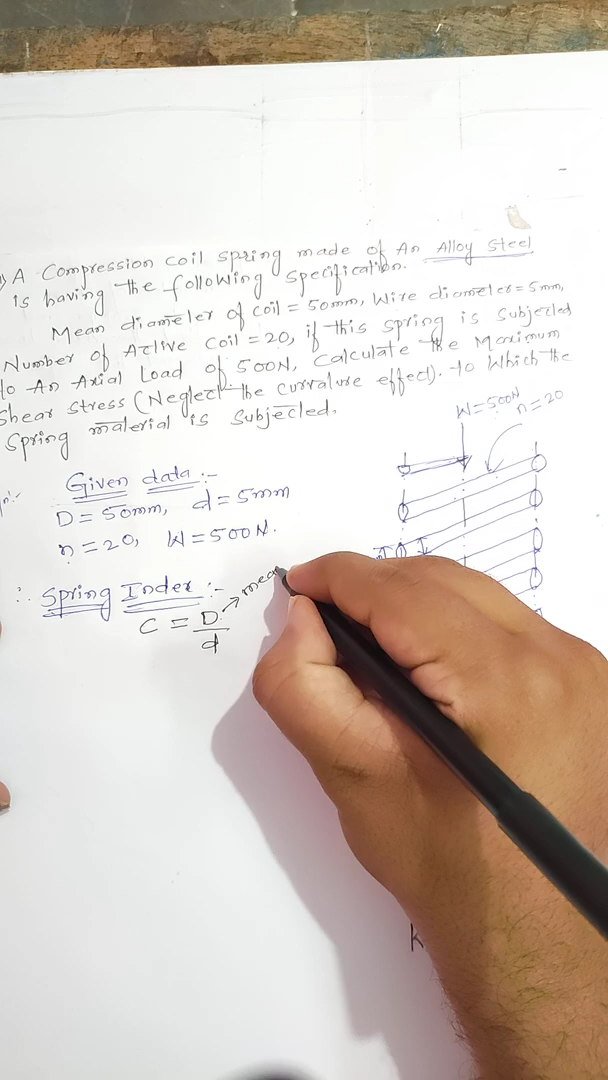 A Compression coil spring made of An Alloy steel
is having the following specification.
Mean diameter of coil = 50mm, Wire diameter = 5mm,
Number of Active coil = 20, if this spring is Subjected
to An Axial Load of 500N, Calculate the Maximum
Shear stress (Neglect the curvature effect). to Which the
Spring material is Subjected.
W=500N
n=20
Given data :-
D = 50mm, d = 5mm
n = 20, W = 500N.
∴ Spring Index :-
C = D/d
mea
K